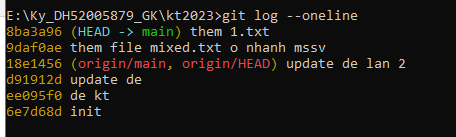 E:\Ky_DH52005879_GK\kt2023>git log --oneline
8ba3a96 (HEAD -> main) them 1.txt
9daf0ae them file mixed.txt o nhanh mssv
18e1456 (origin/main, origin/HEAD) update de lan 2
d91912d update de
ee095f0 de kt
6e7d68d init